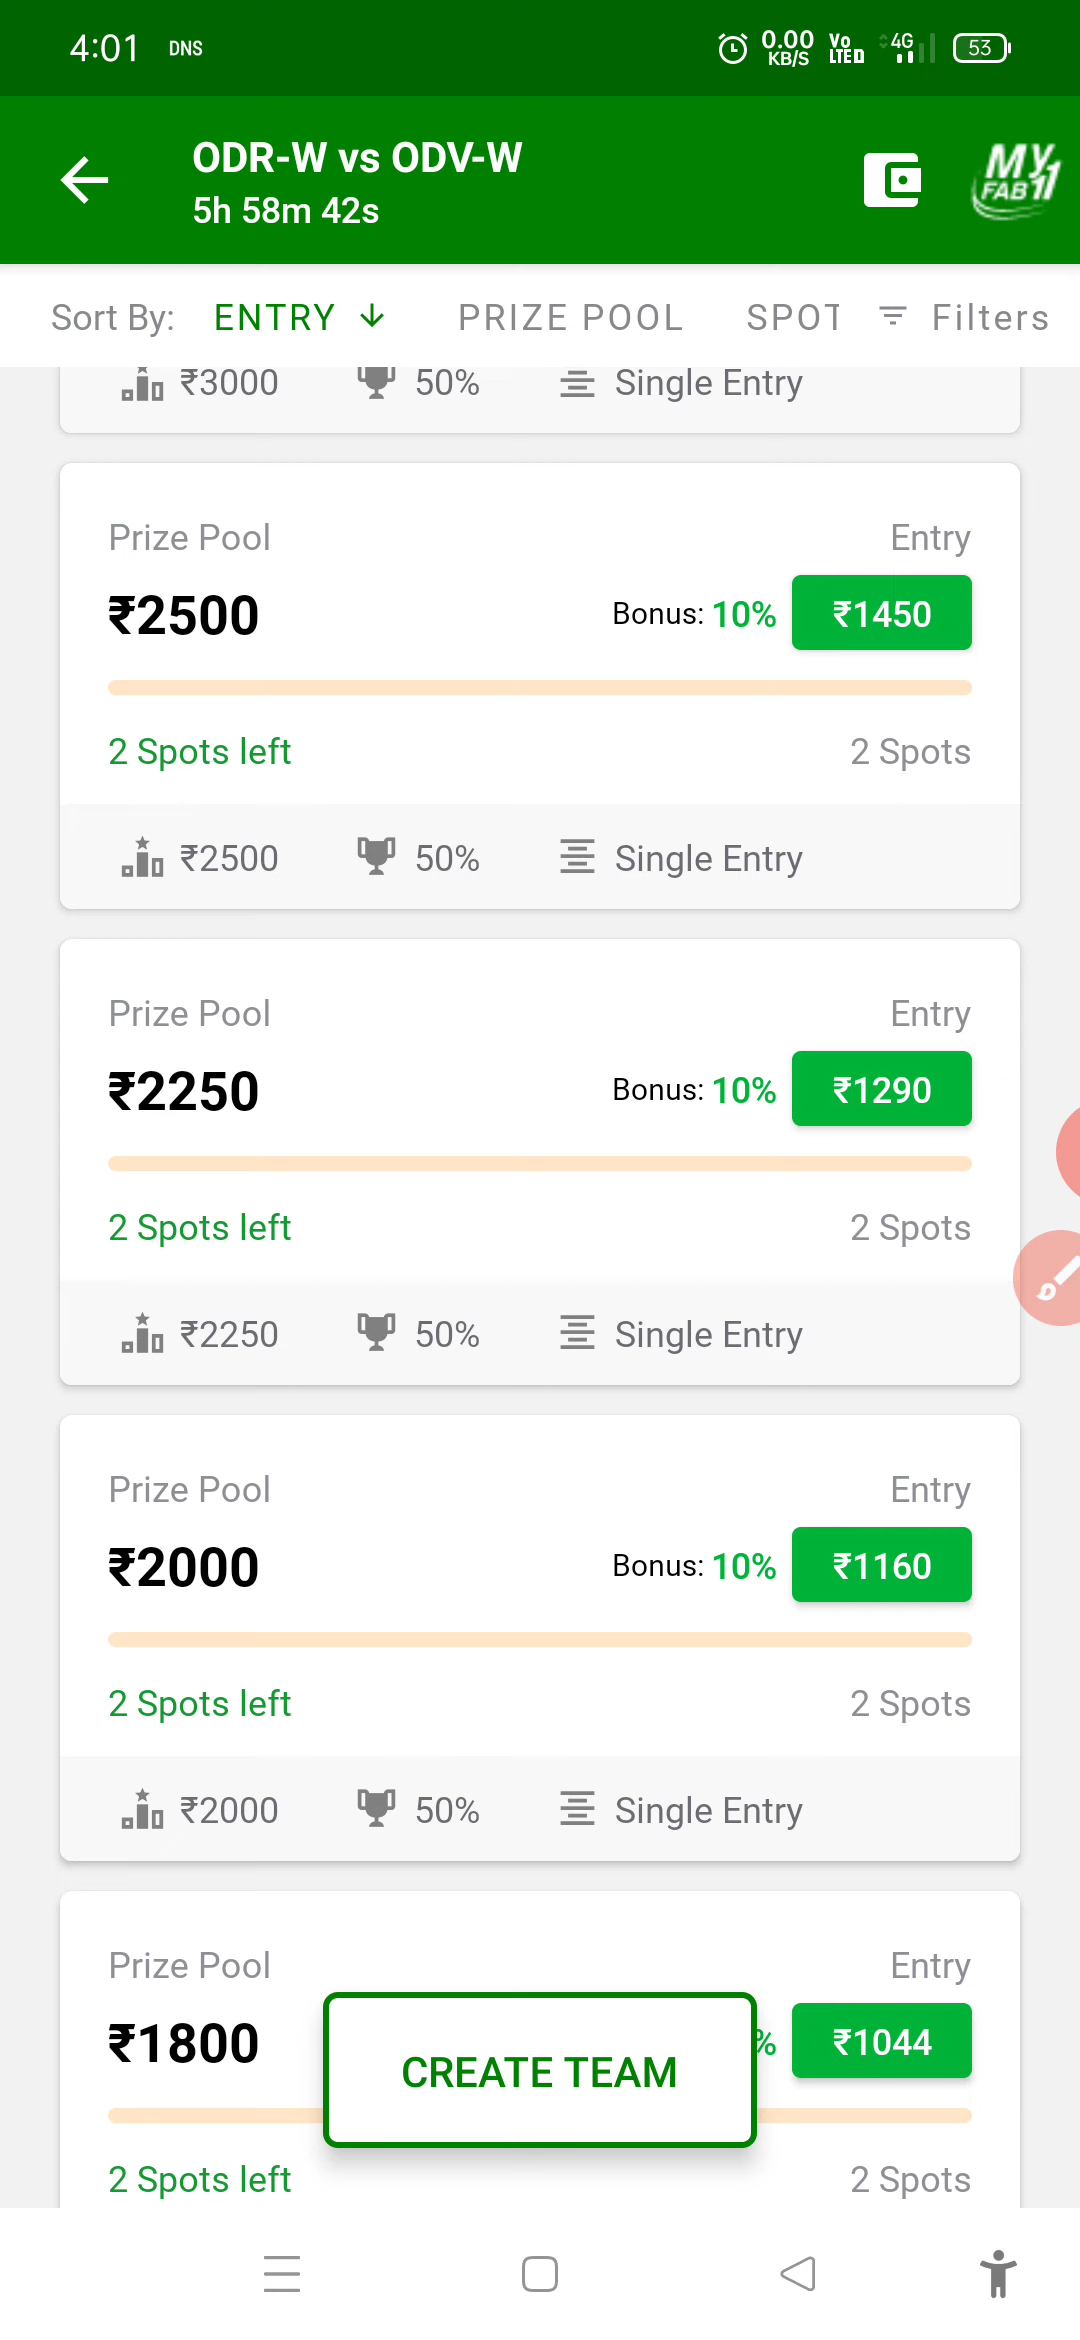 4:01 DNS 0.00 KB/S Vo LTE 4G 53
ODR-W vs ODV-W
5h 58m 42s
MY FAB11
Sort By: ENTRY PRIZE POOL SPOT Filters
₹3000 50% Single Entry
Prize Pool Entry
₹2500 Bonus: 10% ₹1450
2 Spots left 2 Spots
₹2500 50% Single Entry
Prize Pool Entry
₹2250 Bonus: 10% ₹1290
2 Spots left 2 Spots
₹2250 50% Single Entry
Prize Pool Entry
₹2000 Bonus: 10% ₹1160
2 Spots left 2 Spots
₹2000 50% Single Entry
Prize Pool Entry
₹1800 % ₹1044
CREATE TEAM
2 Spots left 2 Spots